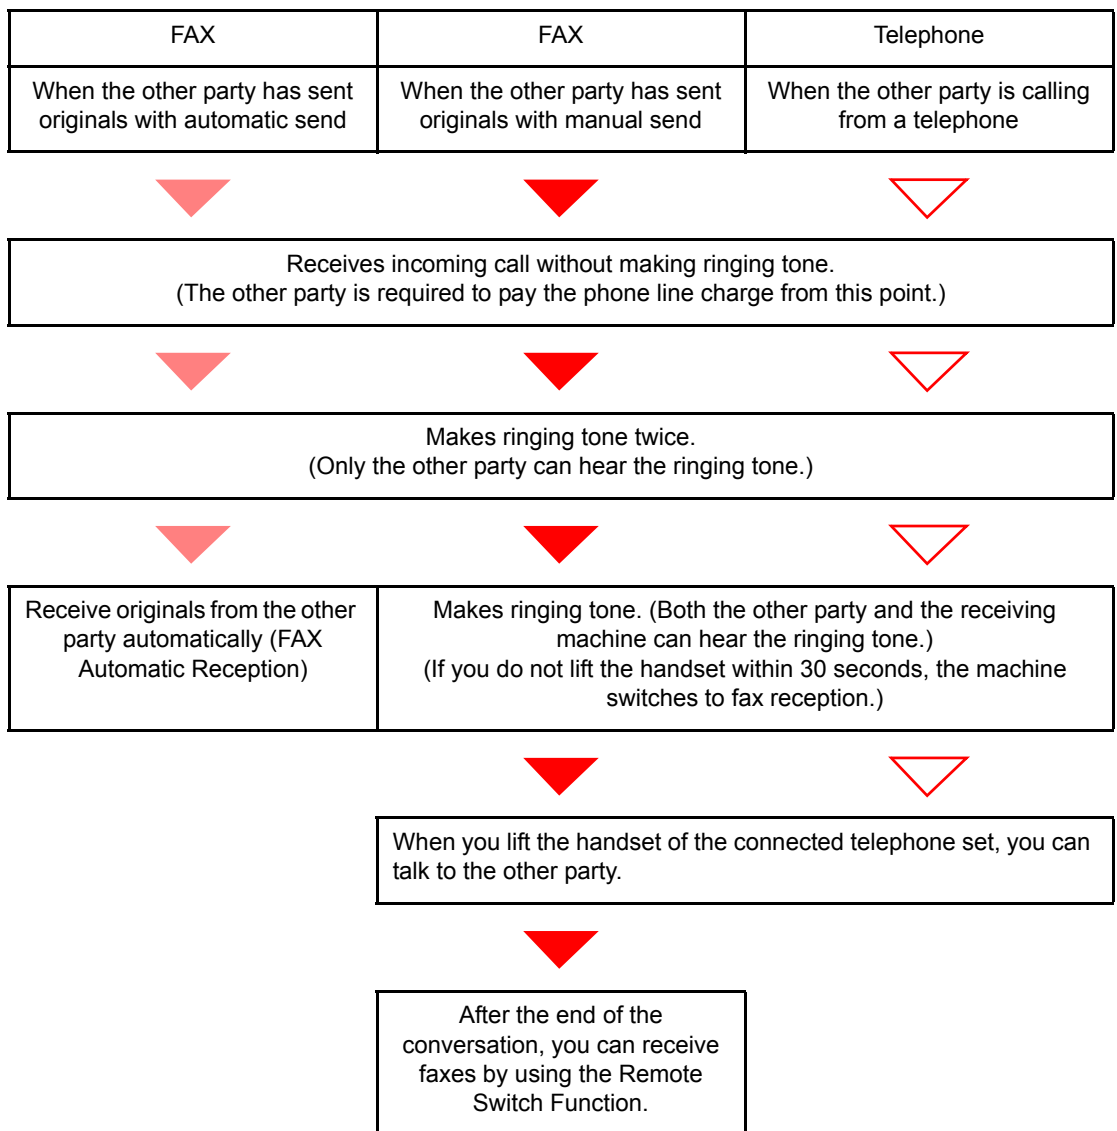 FAX
FAX
Telephone
When the other party has sent
originals with automatic send
When the other party has sent
originals with manual send
When the other party is calling
from a telephone
Receives incoming call without making ringing tone.
(The other party is required to pay the phone line charge from this point.)
Makes ringing tone twice.
(Only the other party can hear the ringing tone.)
Receive originals from the other
party automatically (FAX
Automatic Reception)
Makes ringing tone. (Both the other party and the receiving
machine can hear the ringing tone.)
(If you do not lift the handset within 30 seconds, the machine
switches to fax reception.)
When you lift the handset of the connected telephone set, you can
talk to the other party.
After the end of the
conversation, you can receive
faxes by using the Remote
Switch Function.